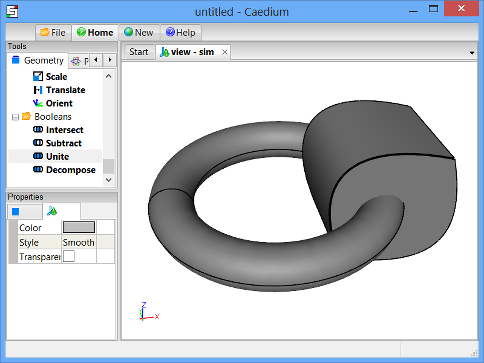 untitled - Caedium
File Home New Help
Tools
Geometry
Start view - sim
Scale
Translate
Orient
Booleans
Intersect
Subtract
Unite
Decompose
Properties
Color
Style Smooth
Transparer
Z
X